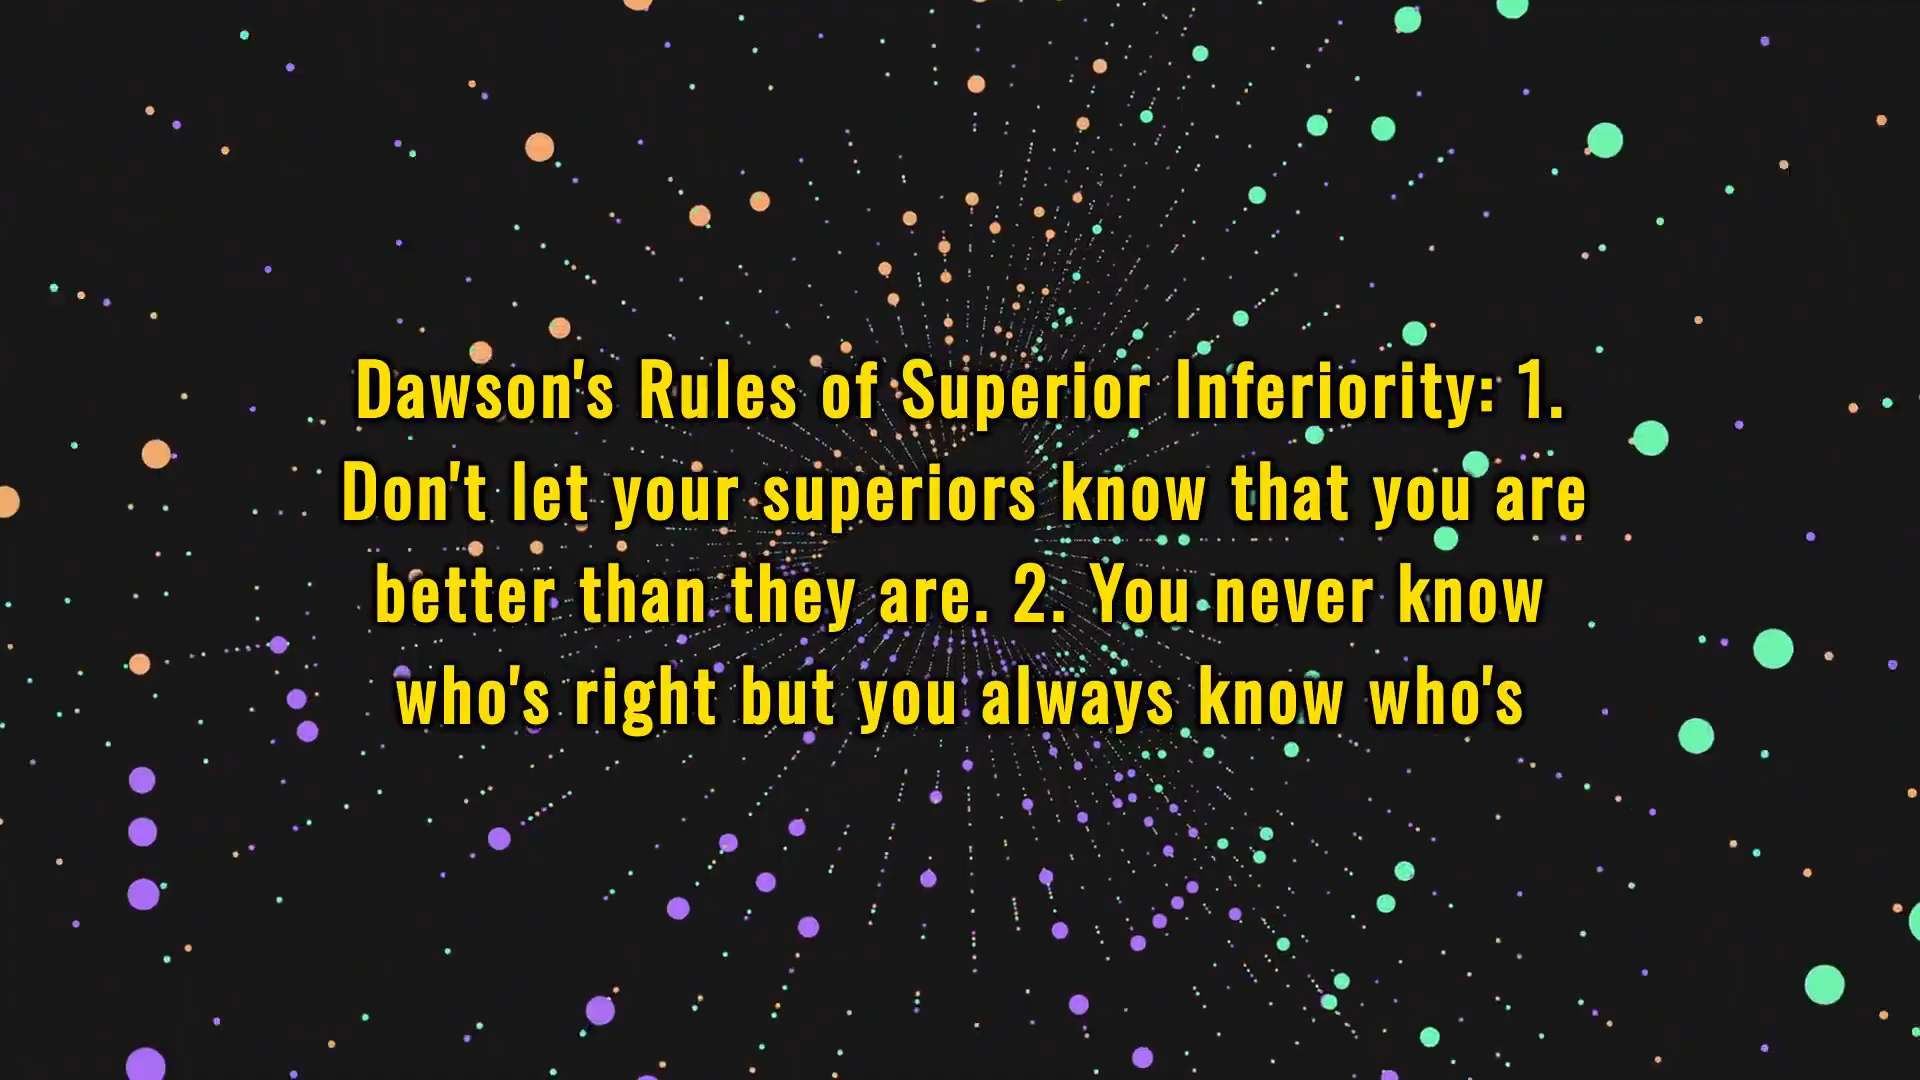 Dawson's Rules of Superior Inferiority: 1.
Don't let your superiors know that you are
better than they are. 2. You never know
who's right but you always know who's